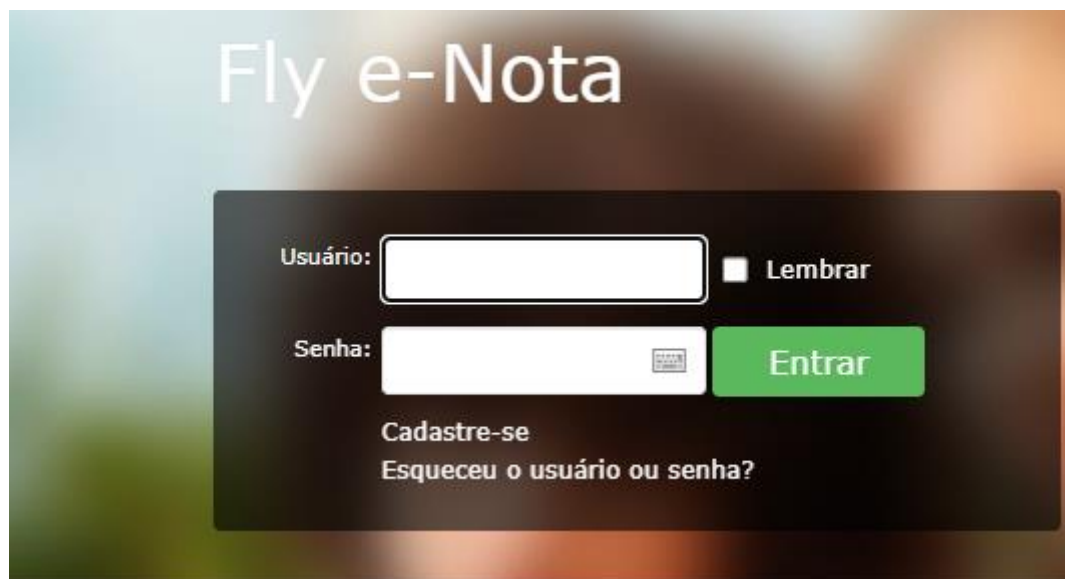 Fly e-Nota
Usuário:
Lembrar
Senha:
Entrar
Cadastre-se
Esqueceu o usuário ou senha?